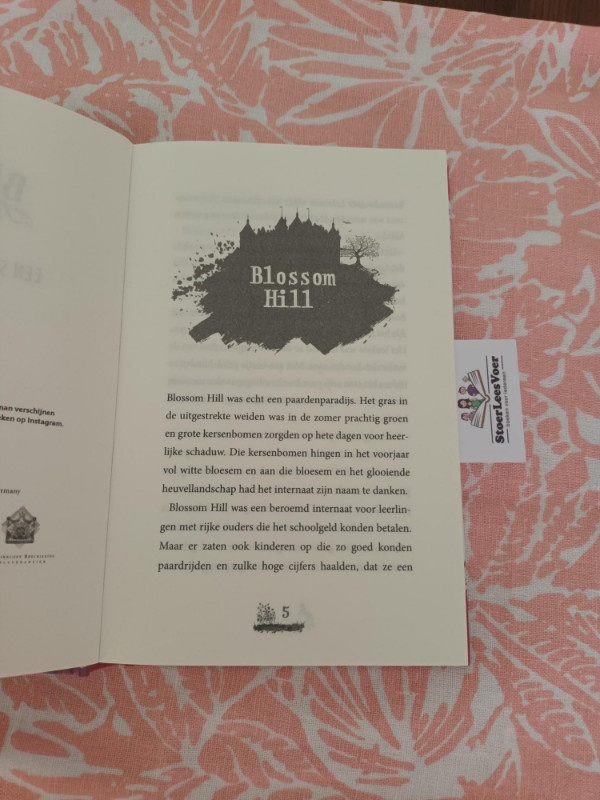 man verschijnen
eken op Instagram.
ermany
Blossom
Hill
Blossom Hill was echt een paardenparadijs. Het gras in
de uitgestrekte weiden was in de zomer prachtig groen
en grote kersenbomen zorgden op hete dagen voor heer-
lijke schaduw. Die kersenbomen hingen in het voorjaar
vol witte bloesem en aan die bloesem en het glooiende
heuvellandschap had het internaat zijn naam te danken.
Blossom Hill was een beroemd internaat voor leerlin-
gen met rijke ouders die het schoolgeld konden betalen.
Maar er zaten ook kinderen op die zo goed konden
paardrijden en zulke hoge cijfers haalden, dat ze een
5
StoerLeesVoer